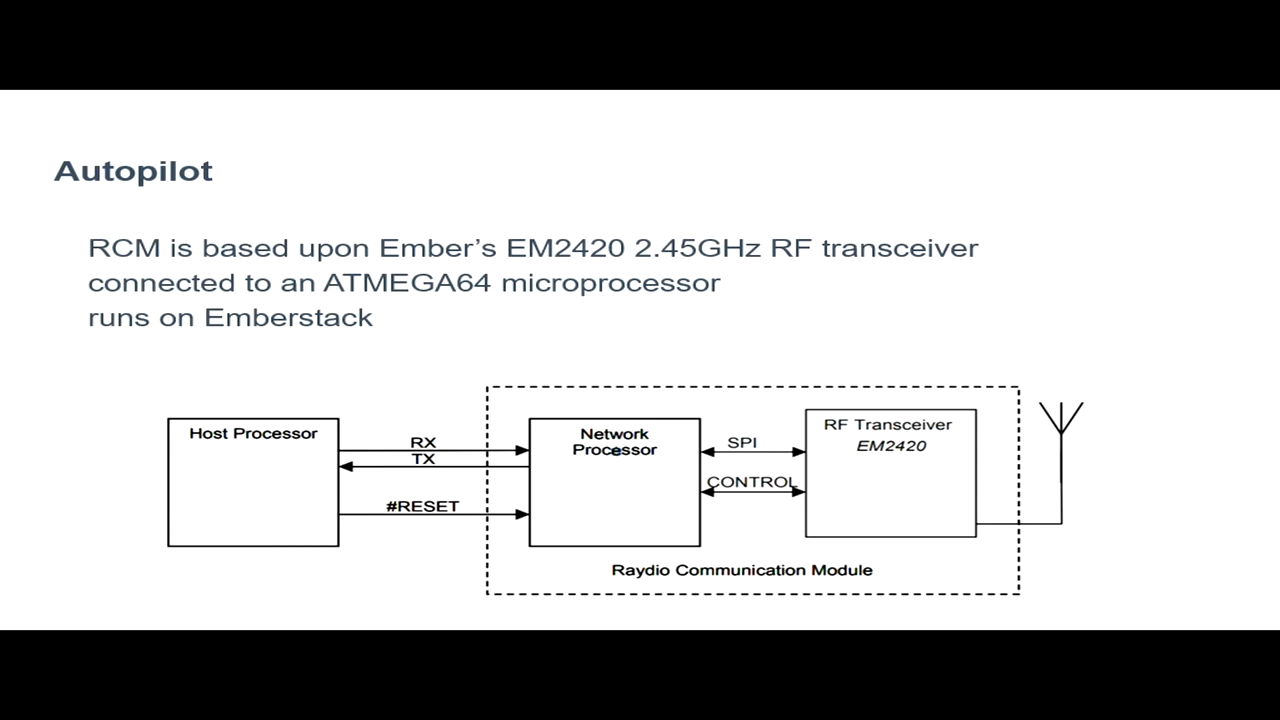 Autopilot
RCM is based upon Ember’s EM2420 2.45GHz RF transceiver
connected to an ATMEGA64 microprocessor
runs on Emberstack
Host Processor
RX
TX
#RESET
Network
Processor
SPI
CONTROL
RF Transceiver
EM2420
Raydio Communication Module